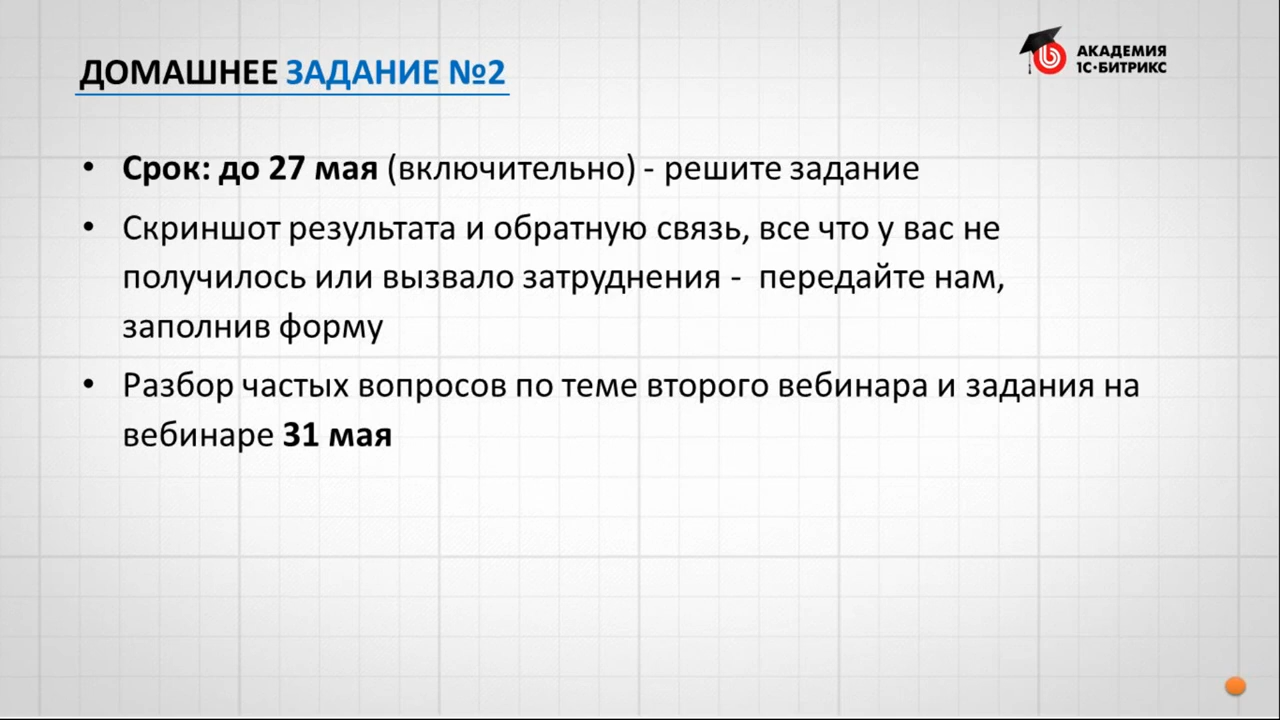 ДОМАШНЕЕ ЗАДАНИЕ №2
АКАДЕМИЯ
1С·БИТРИКС
• Срок: до 27 мая (включительно) - решите задание
• Скриншот результата и обратную связь, все что у вас не
получилось или вызвало затруднения - передайте нам,
заполнив форму
• Разбор частых вопросов по теме второго вебинара и задания на
вебинаре 31 мая